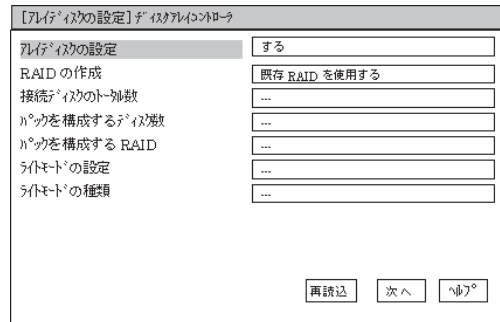 [ｱﾚｲﾃﾞｨｽｸの設定] ﾃﾞｨｽｸｱﾚｲｺﾝﾄﾛｰﾗ
ｱﾚｲﾃﾞｨｽｸの設定 する
RAID の作成 既存 RAID を使用する
接続ﾃﾞｨｽｸのﾄｰﾀﾙ数 ...
ﾊﾟｯｸを構成するﾃﾞｨｽｸ数 ...
ﾊﾟｯｸを構成する RAID ...
ﾗｲﾄﾓｰﾄﾞの設定 ...
ﾗｲﾄﾓｰﾄﾞの種類 ...
再読込 次へ ﾍﾙﾌﾟ